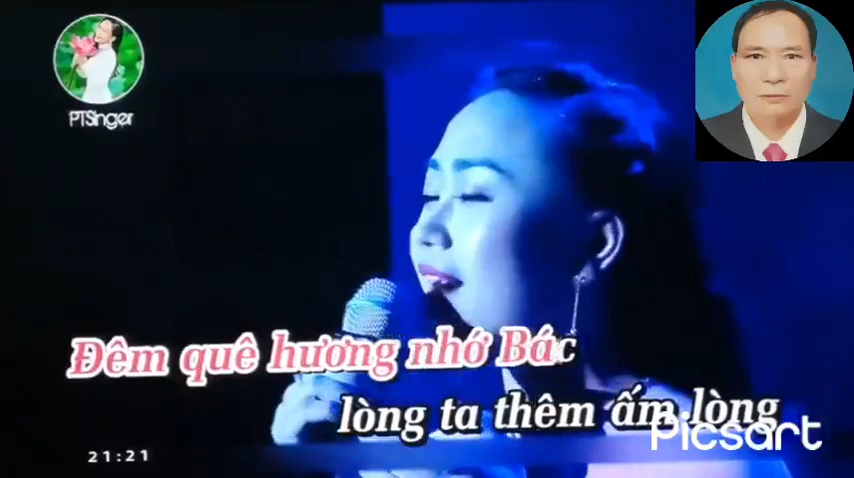 PTSinger
Đêm quê hương nhớ Bác
lòng ta thêm ấm lòng
Picsart
21:21